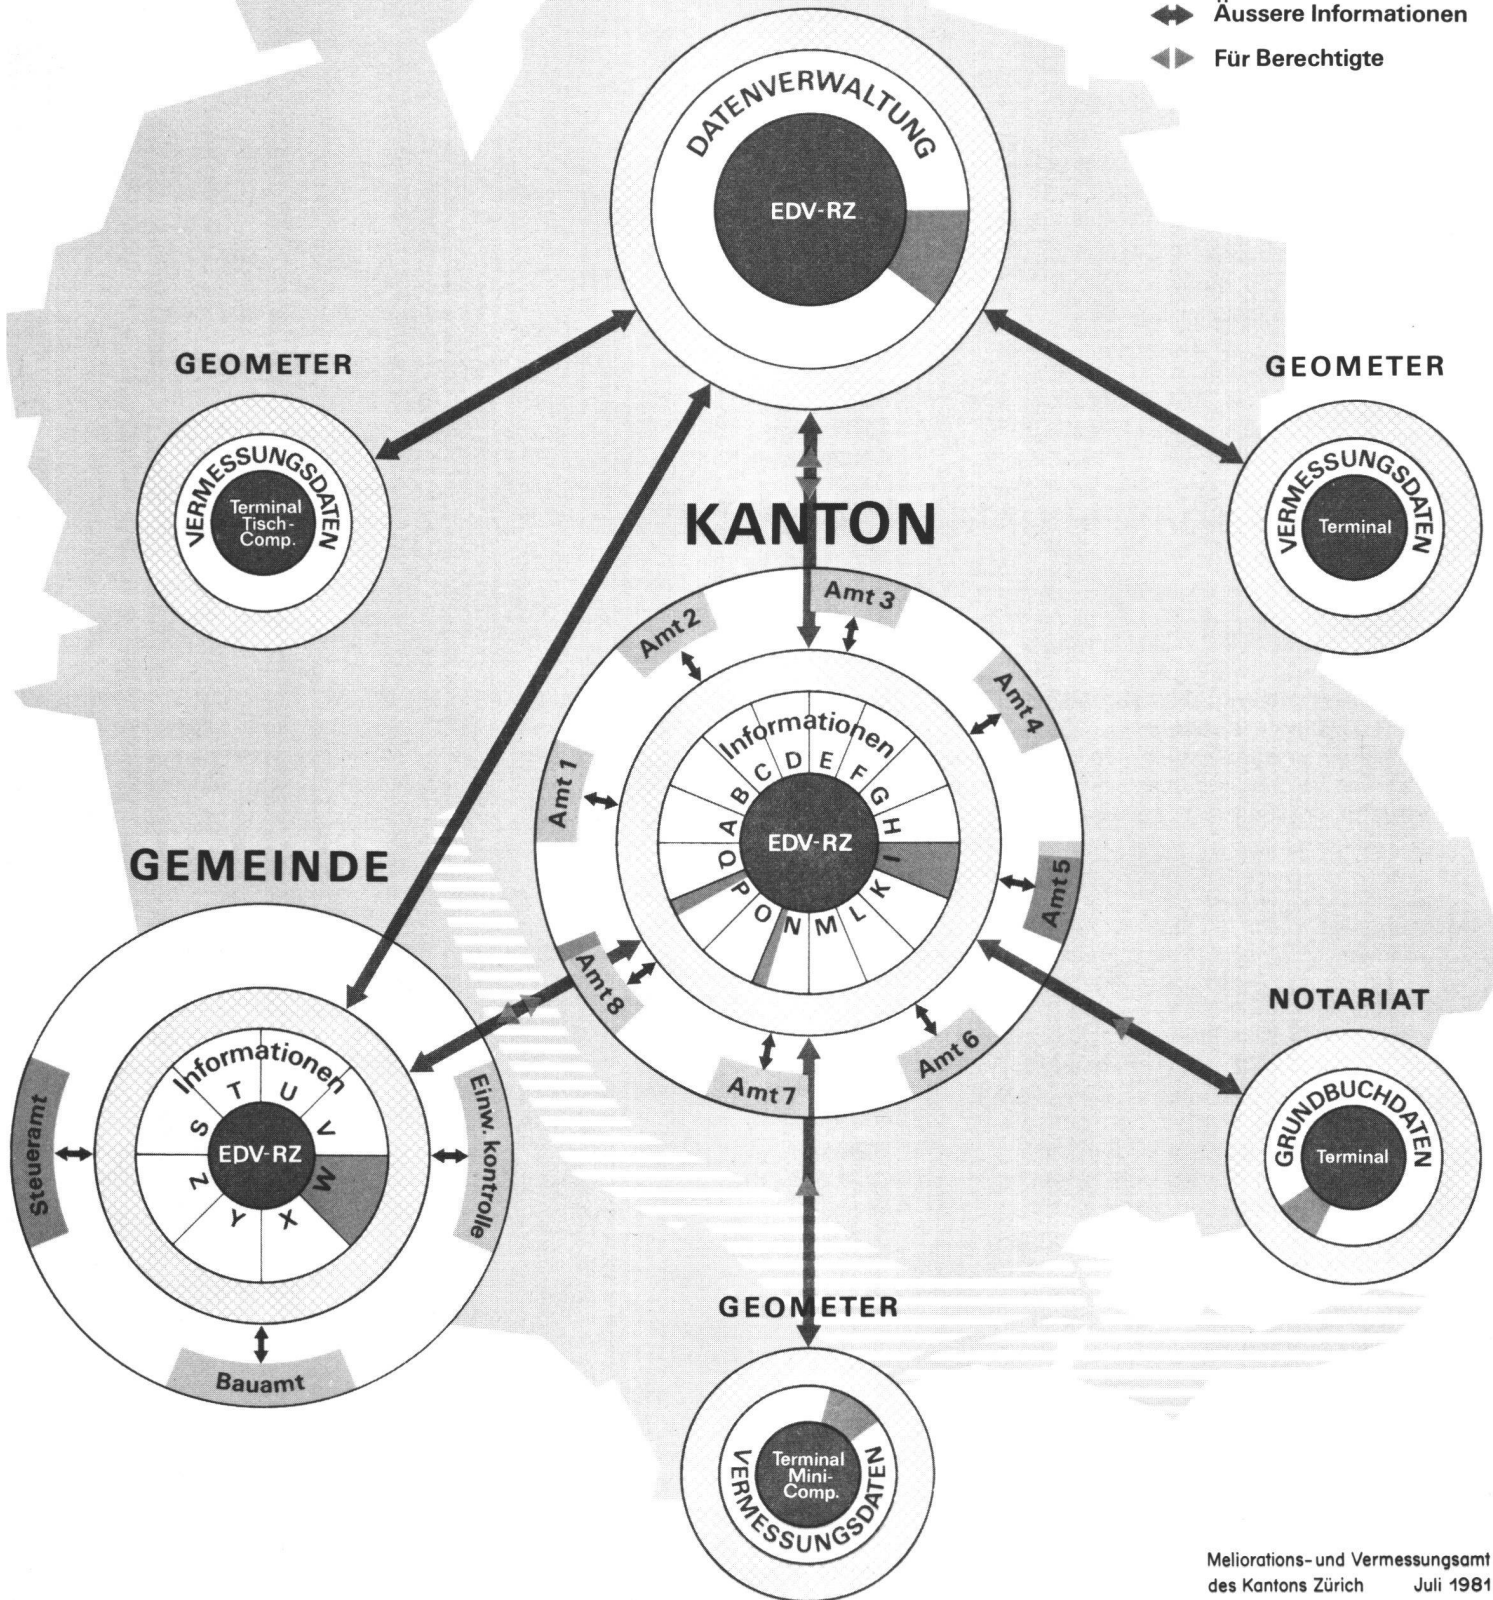 Äussere Informationen
Für Berechtigte
DATENVERWALTUNG
EDV-RZ
GEOMETER
VERMESSUNGSDATEN
Terminal
Tisch-
Comp.
GEOMETER
VERMESSUNGSDATEN
Terminal
KANTON
Amt 1
Amt 2
Amt 3
Amt 4
Amt 5
Amt 6
Amt 7
Amt 8
Informationen
A
B
C
D
E
F
G
H
I
K
L
M
N
O
P
Q
EDV-RZ
GEMEINDE
Steueramt
Einw. kontrolle
Bauamt
Informationen
S
T
U
V
M
X
Y
Z
EDV-RZ
NOTARIAT
GRUNDBUCHDATEN
Terminal
GEOMETER
Terminal
Mini-
Comp.
VERMESSUNGSDATEN
Meliorations- und Vermessungsamt
des Kantons Zürich Juli 1981